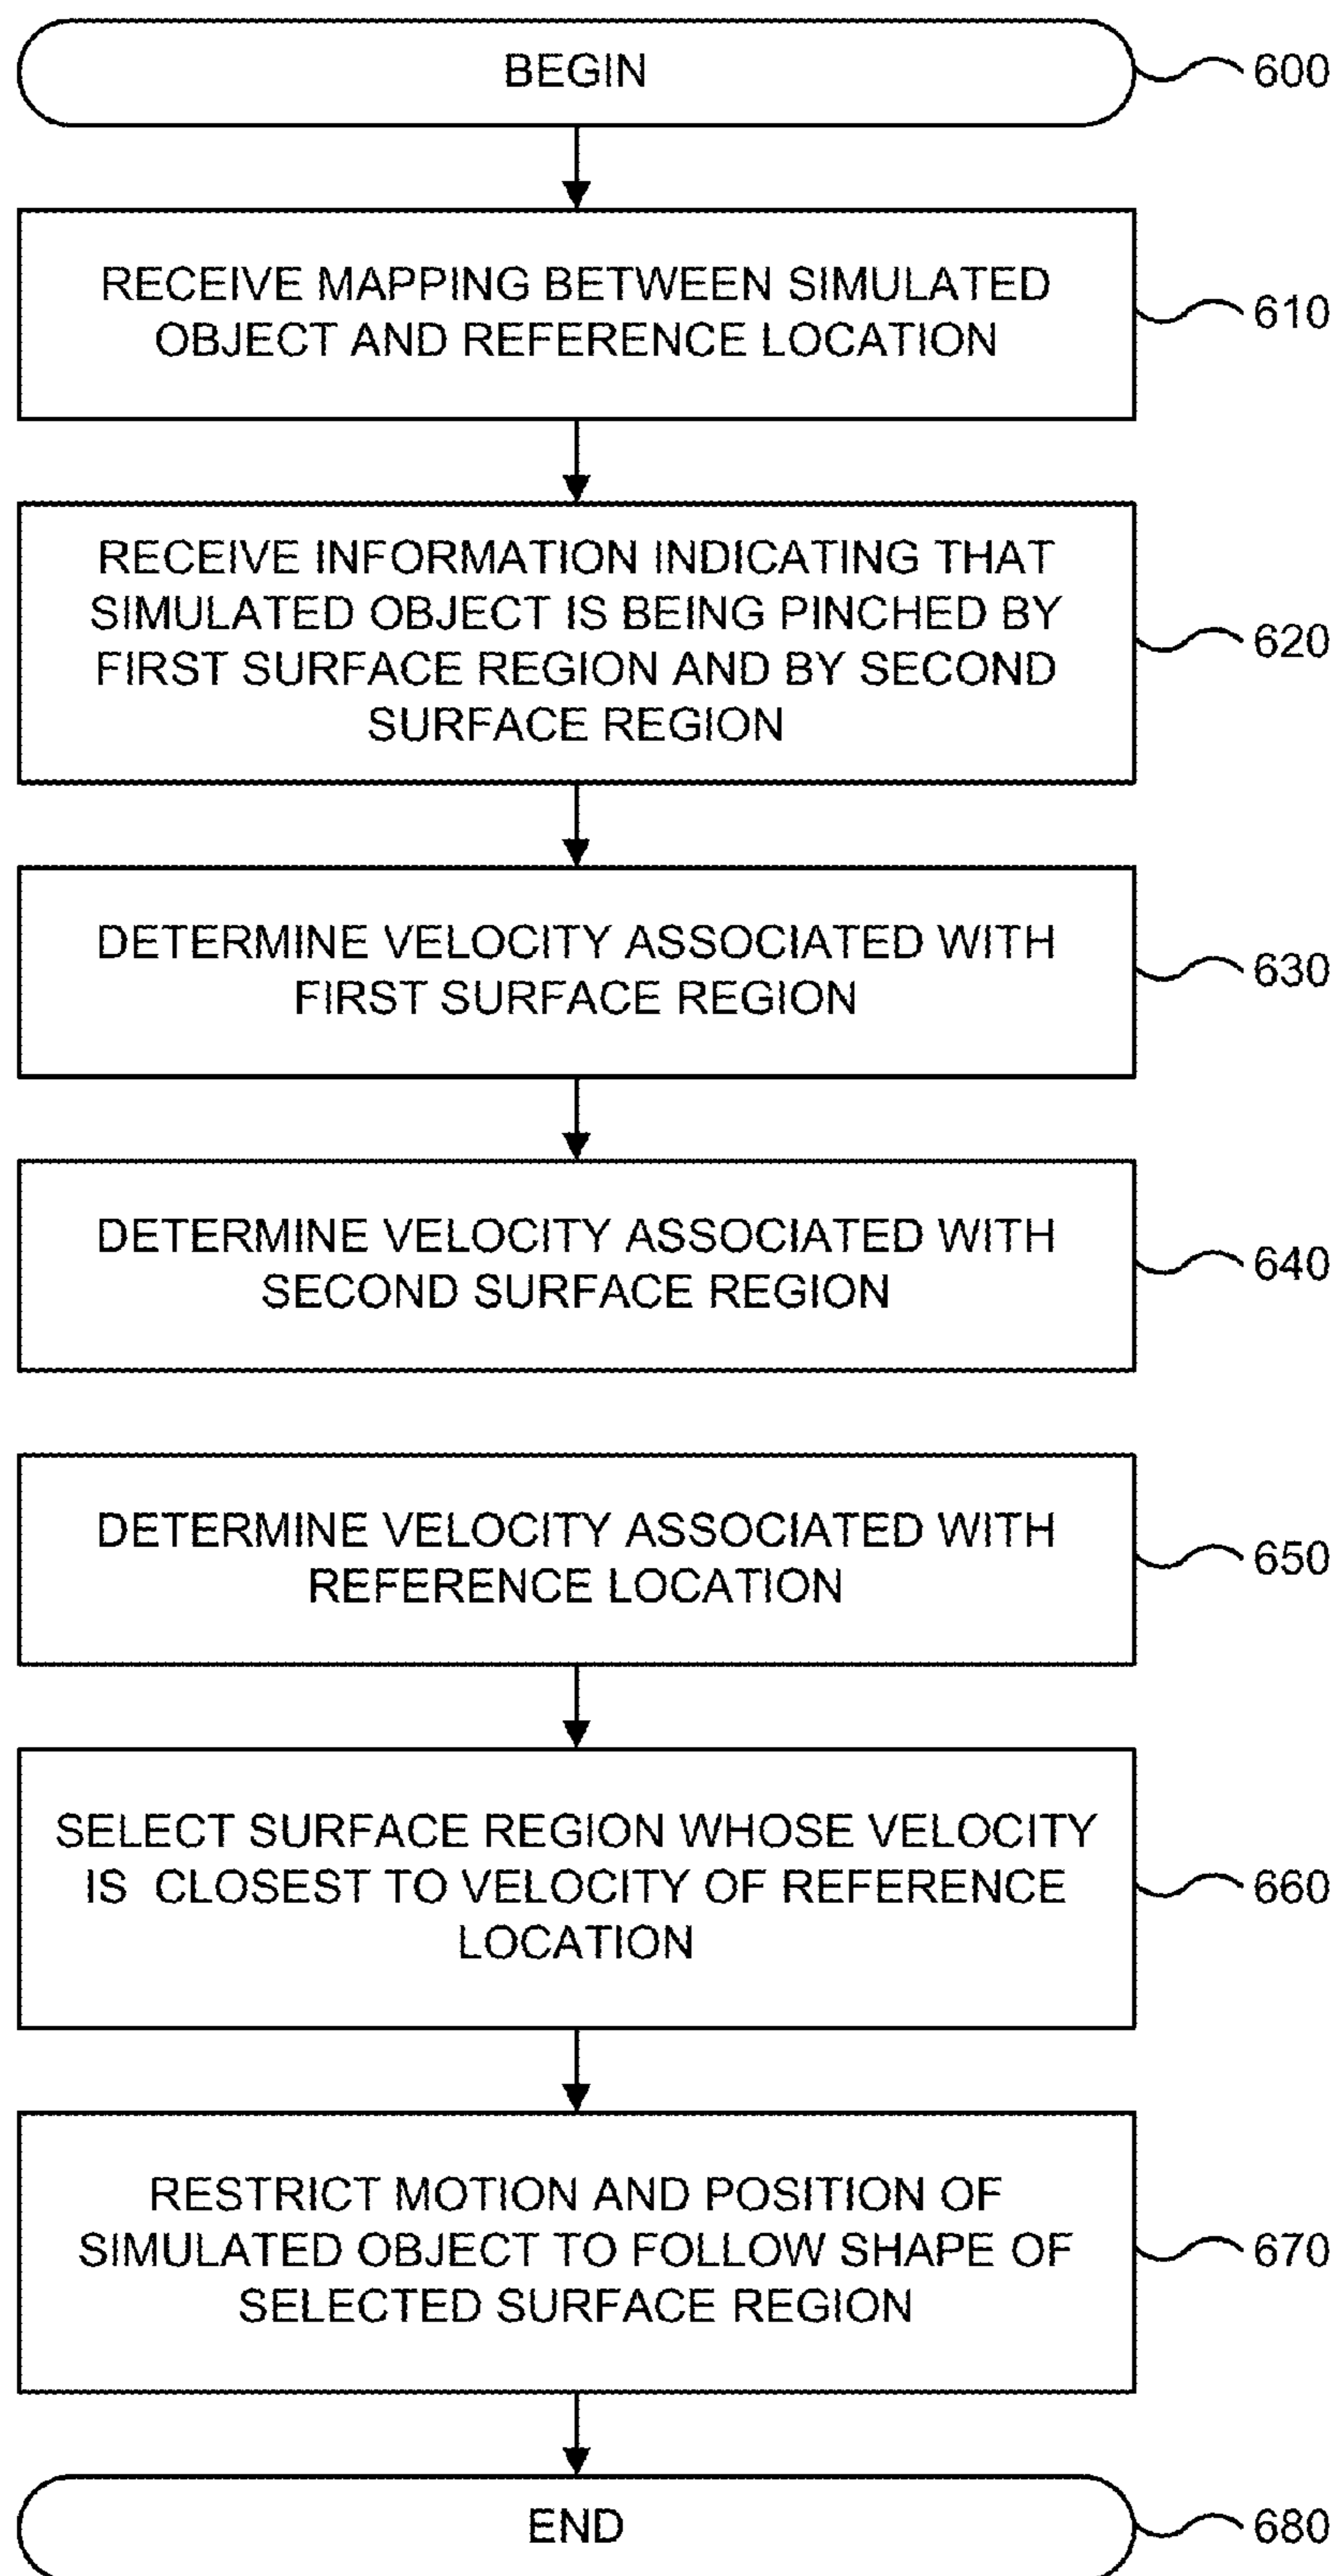 BEGIN
600
RECEIVE MAPPING BETWEEN SIMULATED
OBJECT AND REFERENCE LOCATION
610
RECEIVE INFORMATION INDICATING THAT
SIMULATED OBJECT IS BEING PINCHED BY
FIRST SURFACE REGION AND BY SECOND
SURFACE REGION
620
DETERMINE VELOCITY ASSOCIATED WITH
FIRST SURFACE REGION
630
DETERMINE VELOCITY ASSOCIATED WITH
SECOND SURFACE REGION
640
DETERMINE VELOCITY ASSOCIATED WITH
REFERENCE LOCATION
650
SELECT SURFACE REGION WHOSE VELOCITY
IS CLOSEST TO VELOCITY OF REFERENCE
LOCATION
660
RESTRICT MOTION AND POSITION OF
SIMULATED OBJECT TO FOLLOW SHAPE OF
SELECTED SURFACE REGION
670
END
680